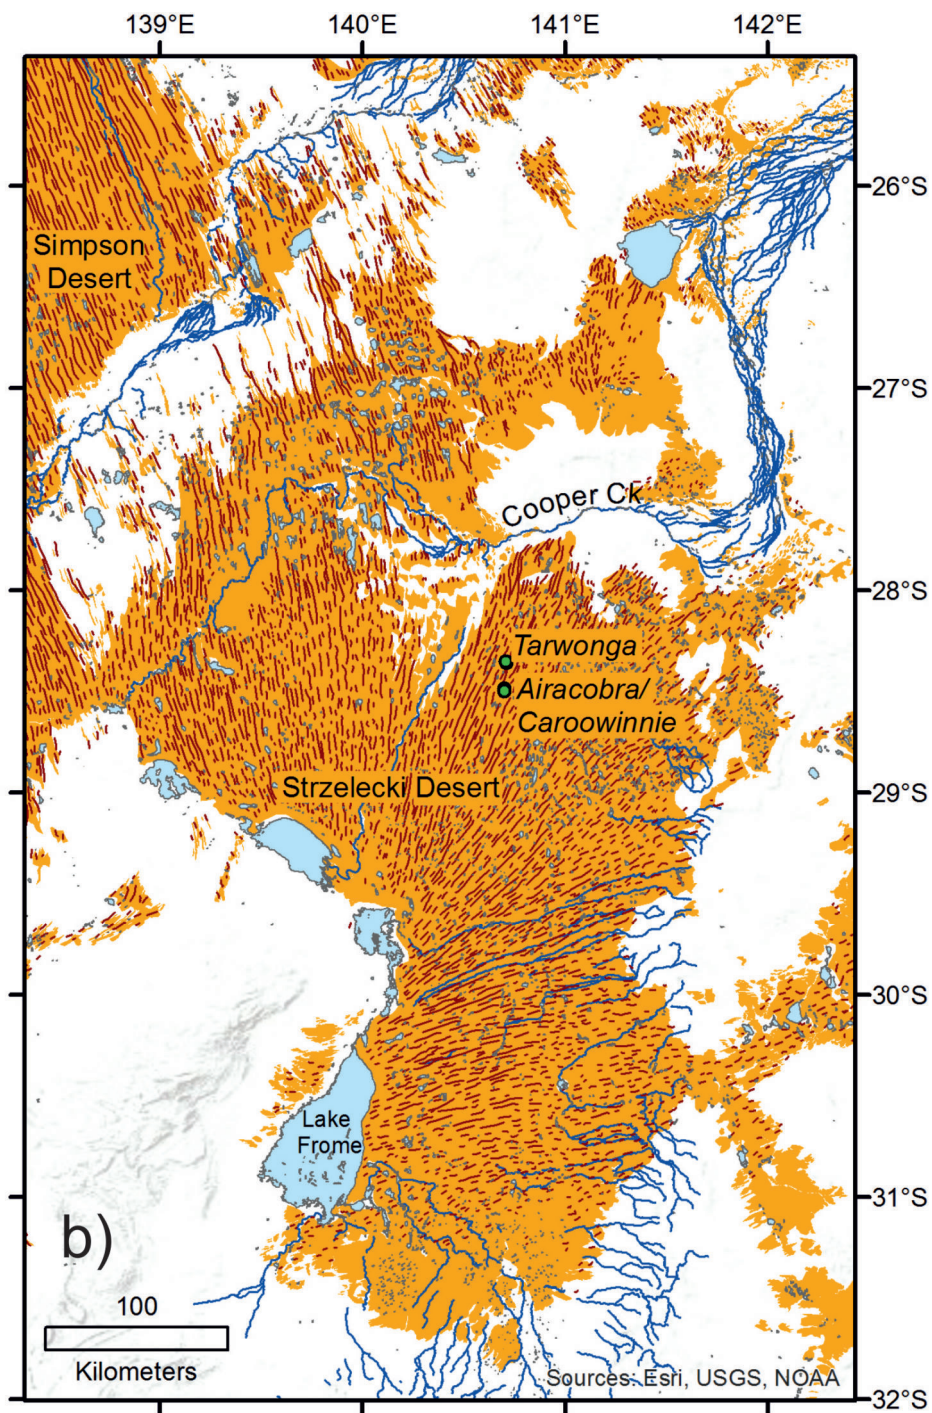 139°E 140°E 141°E 142°E
26°S
Simpson
Desert
27°S
Cooper Ck
28°S
Tarwonga
Airacobra/
Caroowinnie
Strzelecki Desert
29°S
30°S
Lake
Frome
31°S
b)
100
Kilometers
Sources: Esri, USGS, NOAA
32°S